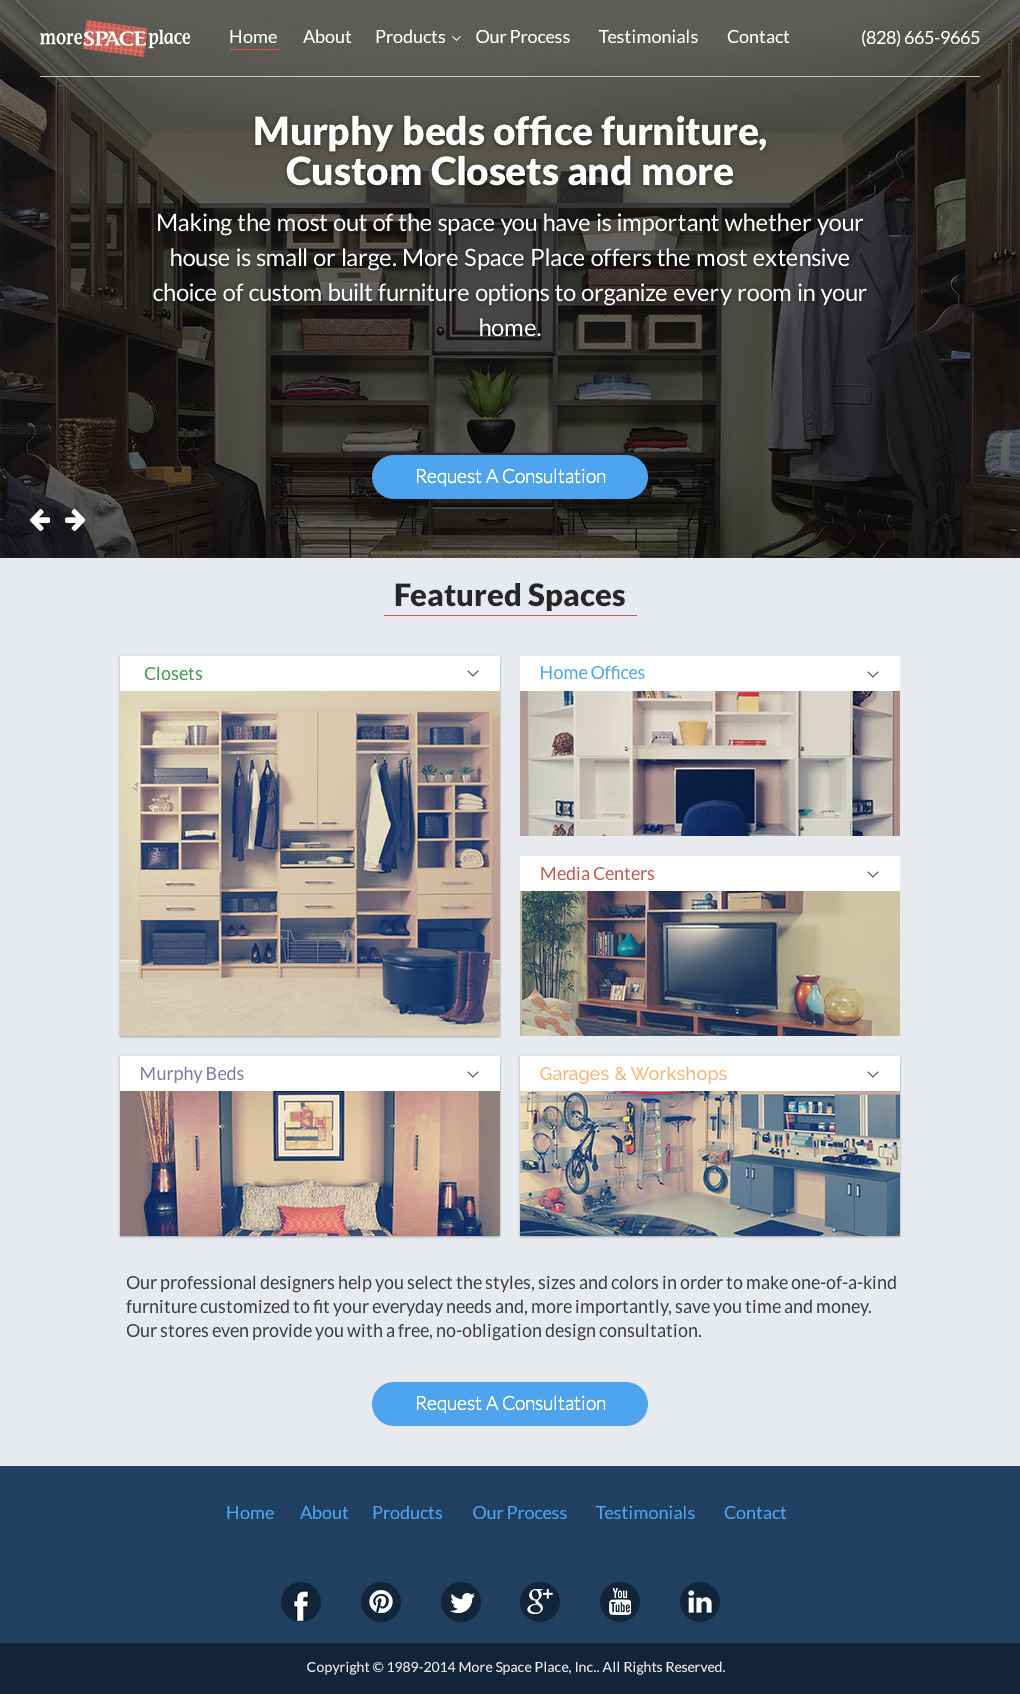 more SPACE place
Home About Products Our Process Testimonials Contact (828) 665-9665
Murphy beds office furniture,
Custom Closets and more
Making the most out of the space you have is important whether your
house is small or large. More Space Place offers the most extensive
choice of custom built furniture options to organize every room in your
home.
Request A Consultation
Featured Spaces
Closets
Home Offices
Media Centers
Murphy Beds
Garages & Workshops
Our professional designers help you select the styles, sizes and colors in order to make one-of-a-kind
furniture customized to fit your everyday needs and, more importantly, save you time and money.
Our stores even provide you with a free, no-obligation design consultation.
Request A Consultation
Home About Products Our Process Testimonials Contact
You
Tube
Copyright © 1989-2014 More Space Place, Inc.. All Rights Reserved.